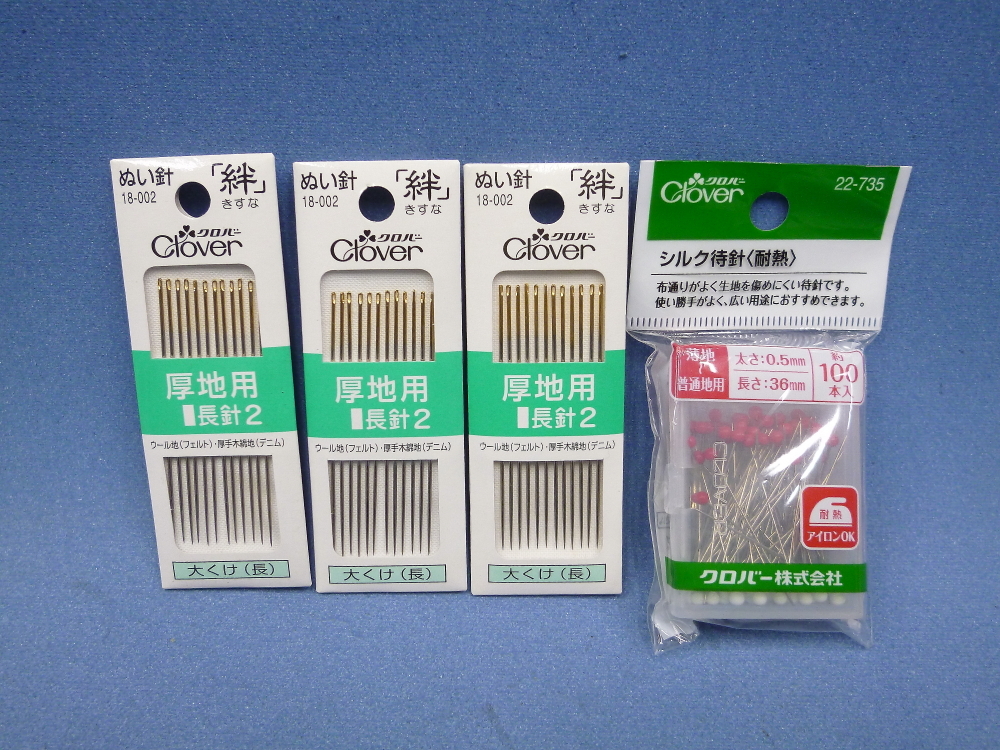 ぬい針
18-002
「絆」
きずな
クロバー
Clover
厚地用
長針2
ウール地(フェルト)・厚手木綿地(デニム)
大くけ(長)
ぬい針
18-002
「絆」
きずな
クロバー
Clover
厚地用
長針2
ウール地(フェルト)・厚手木綿地(デニム)
大くけ(長)
ぬい針
18-002
「絆」
きずな
クロバー
Clover
厚地用
長針2
ウール地(フェルト)・厚手木綿地(デニム)
大くけ(長)
クロバー
Clover
22-735
シルク待針〈耐熱〉
布通りがよく生地を傷めにくい待針です。
使い勝手がよく、広い用途におすすめできます。
薄地
普通地用
太さ:0.5mm
長さ:36mm
約
100
本入
耐熱
アイロンOK
クロバー株式会社